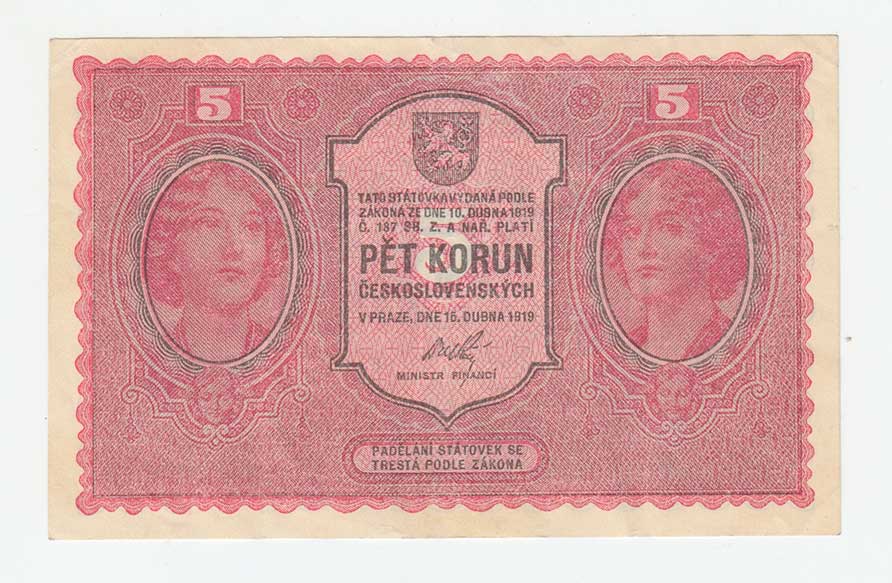 5
5
TATO STÁTOVKA VYDANÁ PODLE
ZÁKONA ZE DNE 10. DUBNA 1919
Č. 187 SB. Z. A NAŘ. PLATÍ
5
PĚT KORUN
ČESKOSLOVENSKÝCH
V PRAZE, DNE 15. DUBNA 1919
MINISTR FINANCÍ
PADĚLÁNÍ STÁTOVEK SE
TRESTÁ PODLE ZÁKONA